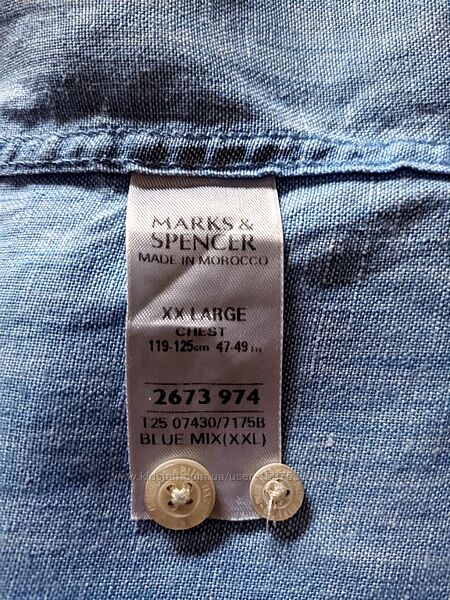 MARKS &
SPENCER
MADE IN MOROCCO
XX LARGE
CHEST
119-125cm 47-49 in
2673 974
T25 07430/7175B
BLUE MIX(XXL)